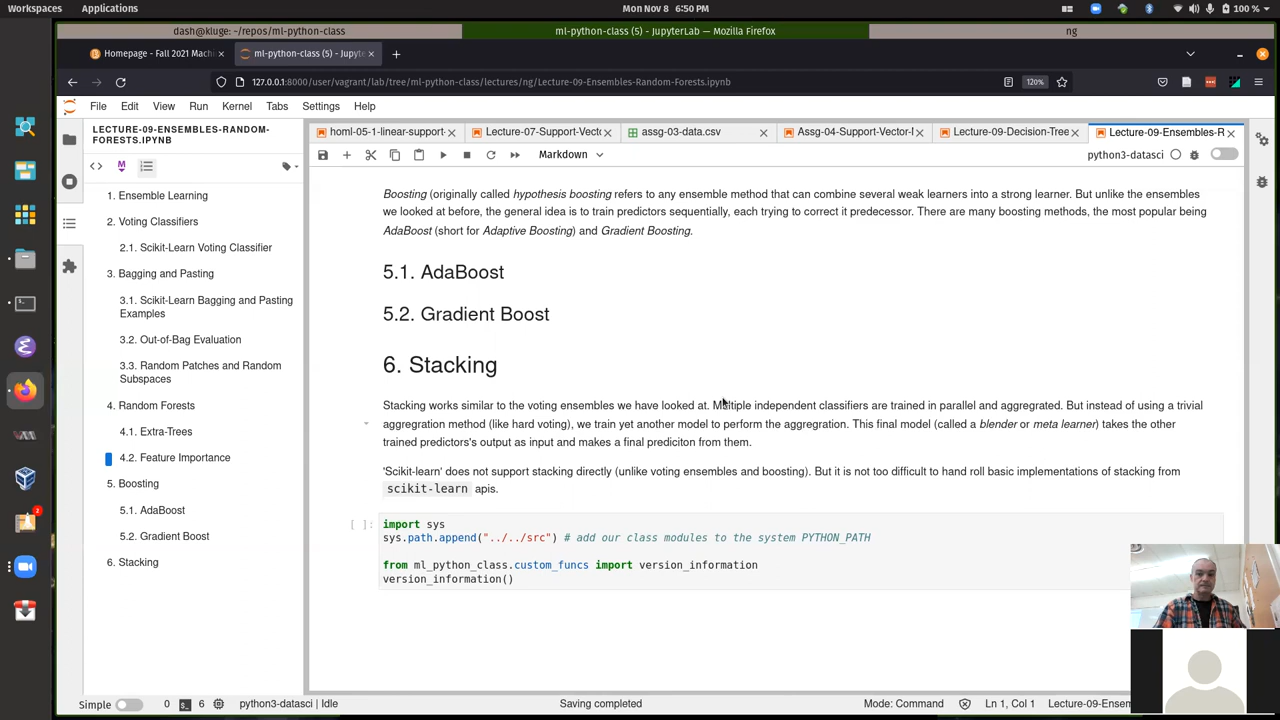 Workspaces Applications Mon Nov 8 6:50 PM 100 %
dash@kluge: ~/repos/ml-python-class ml-python-class (5) - JupyterLab — Mozilla Firefox ng
Homepage - Fall 2021 Machi ml-python-class (5) - Jupyte
127.0.0.1:8000/user/vagrant/lab/tree/ml-python-class/lectures/ng/Lecture-09-Ensembles-Random-Forests.ipynb 120%
File Edit View Run Kernel Tabs Settings Help
homl-05-1-linear-support- Lecture-07-Support-Vecto assg-03-data.csv Assg-04-Support-Vector-I Lecture-09-Decision-Tree Lecture-09-Ensembles-R
Markdown python3-datasci
LECTURE-09-ENSEMBLES-RANDOM-
FORESTS.IPYNB
1. Ensemble Learning
2. Voting Classifiers
2.1. Scikit-Learn Voting Classifier
3. Bagging and Pasting
3.1. Scikit-Learn Bagging and Pasting
Examples
3.2. Out-of-Bag Evaluation
3.3. Random Patches and Random
Subspaces
4. Random Forests
4.1. Extra-Trees
4.2. Feature Importance
5. Boosting
5.1. AdaBoost
5.2. Gradient Boost
6. Stacking
Boosting (originally called hypothesis boosting refers to any ensemble method that can combine several weak learners into a strong learner. But unlike the ensembles
we looked at before, the general idea is to train predictors sequentially, each trying to correct it predecessor. There are many boosting methods, the most popular being
AdaBoost (short for Adaptive Boosting) and Gradient Boosting.
5.1. AdaBoost
5.2. Gradient Boost
6. Stacking
Stacking works similar to the voting ensembles we have looked at. Multiple independent classifiers are trained in parallel and aggregrated. But instead of using a trivial
aggregration method (like hard voting), we train yet another model to perform the aggregration. This final model (called a blender or meta learner) takes the other
trained predictors's output as input and makes a final prediciton from them.
'Scikit-learn' does not support stacking directly (unlike voting ensembles and boosting). But it is not too difficult to hand roll basic implementations of stacking from
scikit-learn apis.
[ ]: import sys
sys.path.append("../../src") # add our class modules to the system PYTHON_PATH
from ml_python_class.custom_funcs import version_information
version_information()
Simple 0 6 python3-datasci | Idle Saving completed Mode: Command Ln 1, Col 1 Lecture-09-Ensem